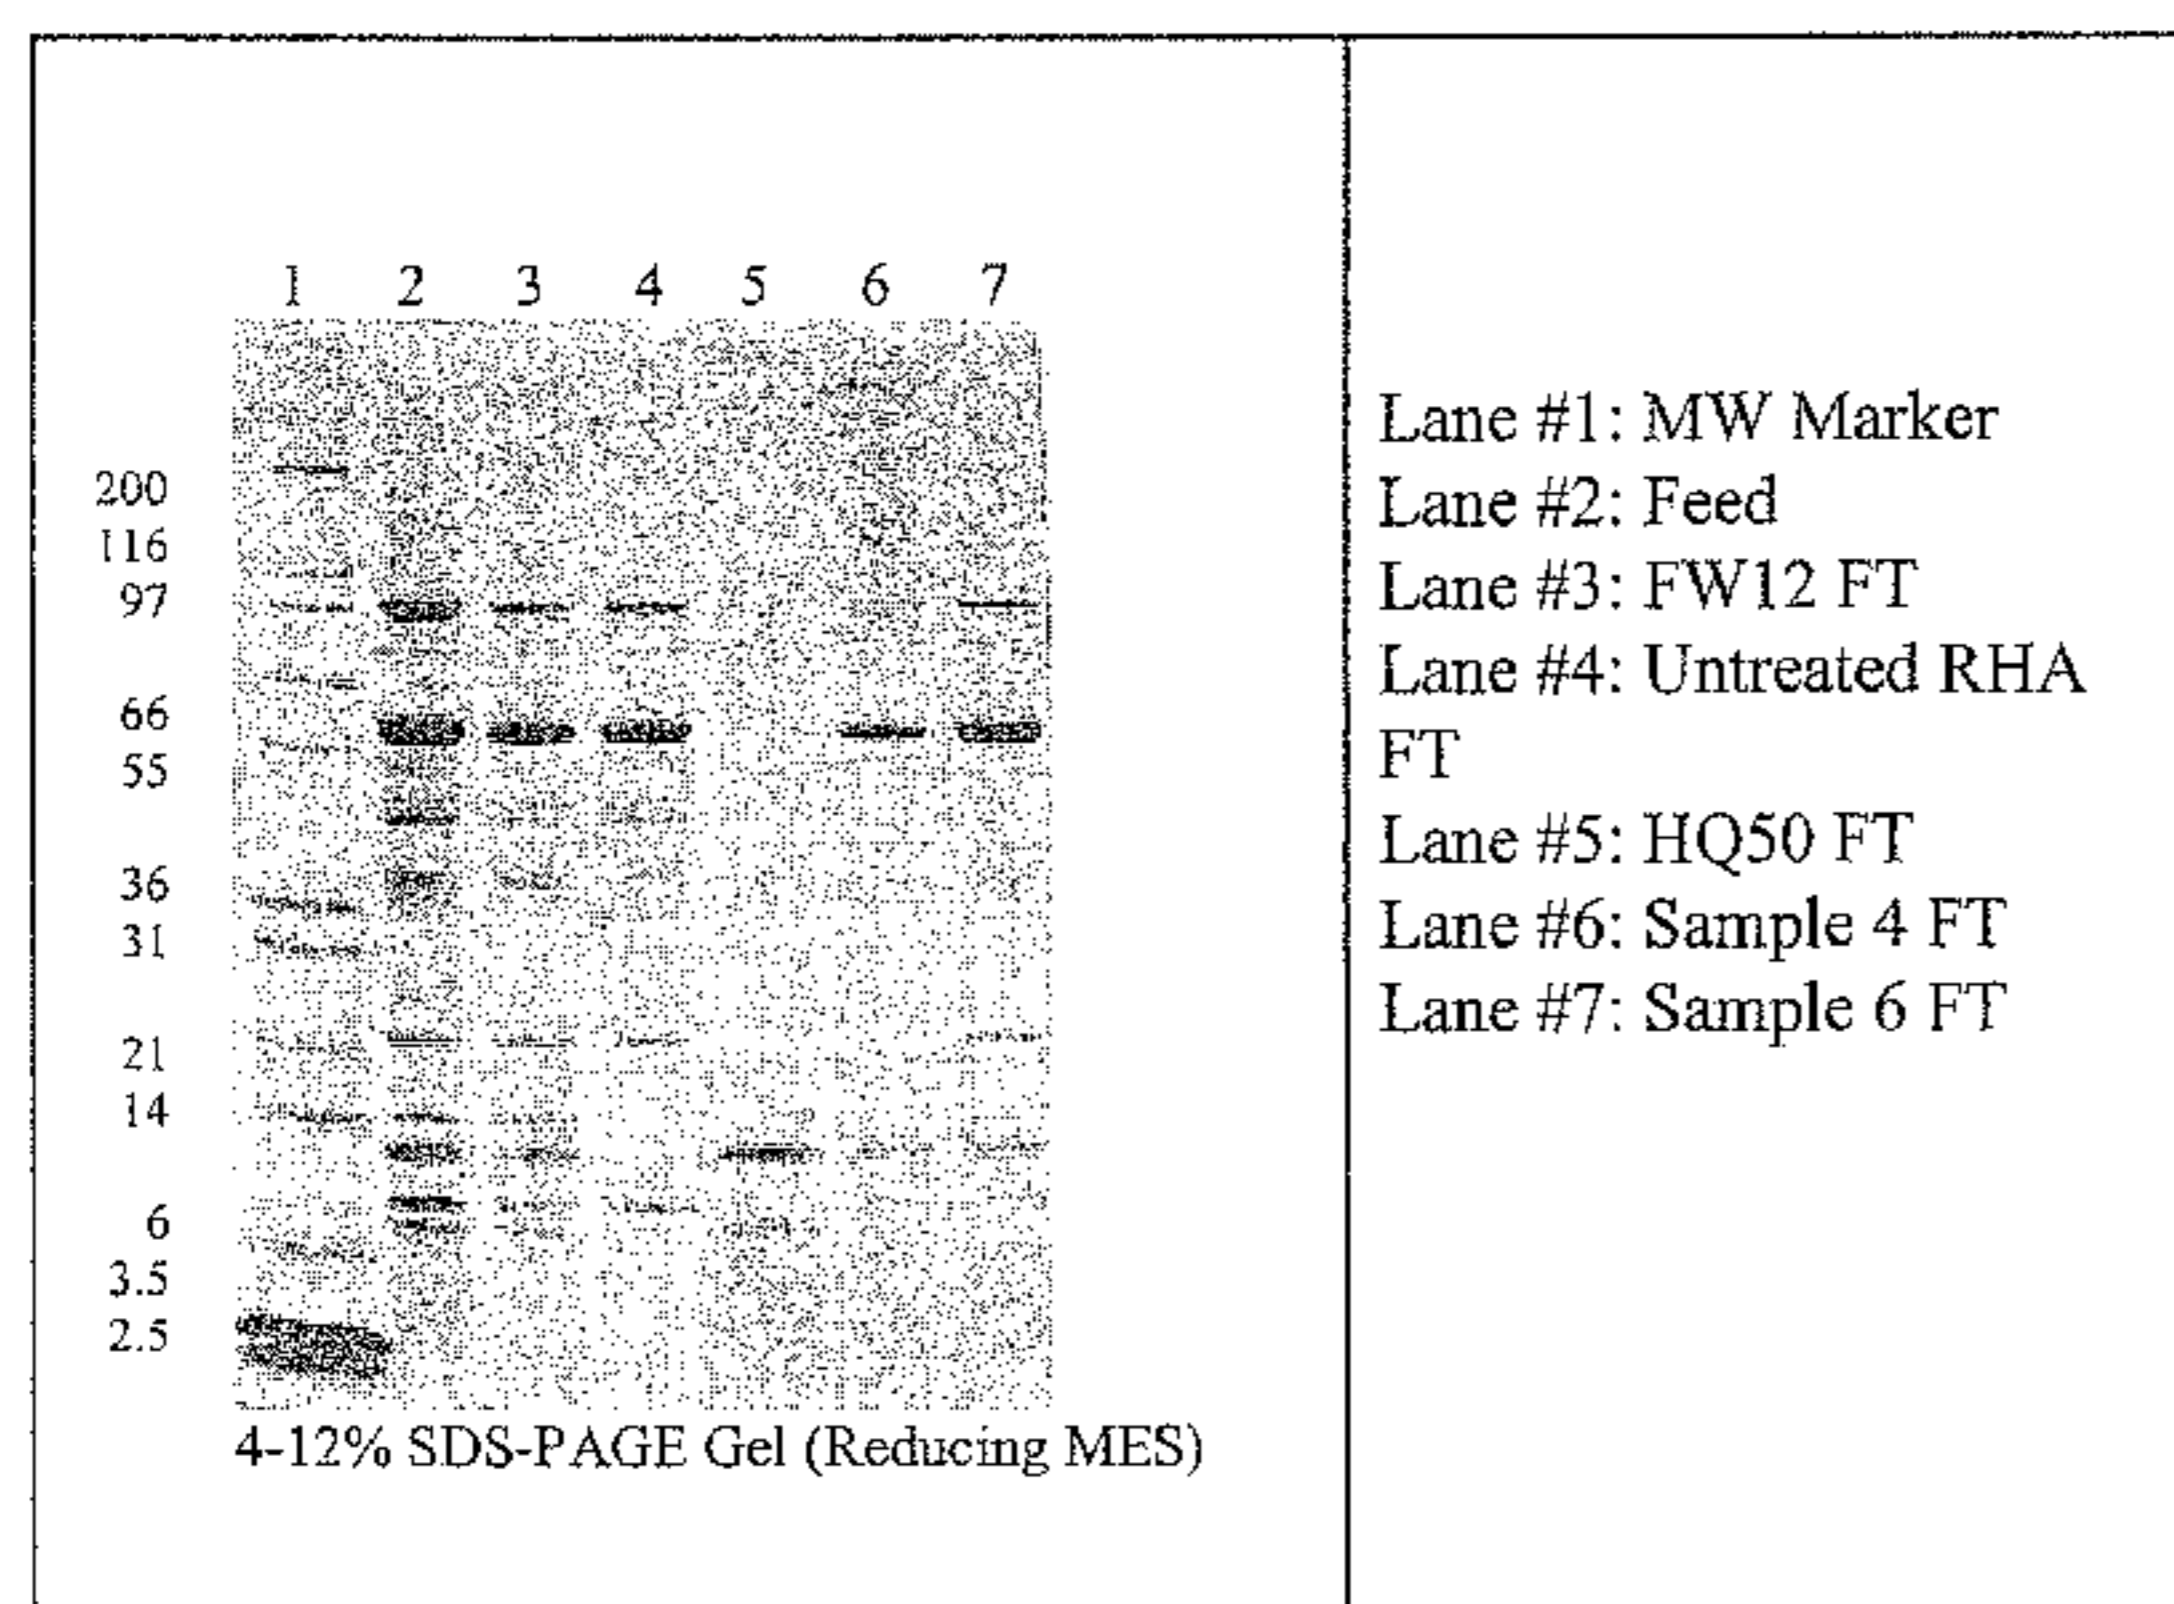 1 2 3 4 5 6 7
200
116
97
66
55
36
31
21
14
6
3.5
2.5
4-12% SDS-PAGE Gel (Reducing MES)
Lane #1: MW Marker
Lane #2: Feed
Lane #3: FW12 FT
Lane #4: Untreated RHA
FT
Lane #5: HQ50 FT
Lane #6: Sample 4 FT
Lane #7: Sample 6 FT